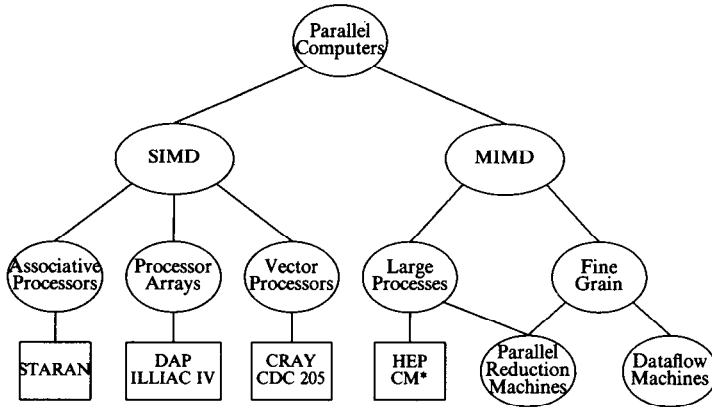 Parallel
Computers
SIMD
MIMD
Associative
Processors
Processor
Arrays
Vector
Processors
Large
Processes
Fine
Grain
STARAN
DAP
ILLIAC IV
CRAY
CDC 205
HEP
CM*
Parallel
Reduction
Machines
Dataflow
Machines